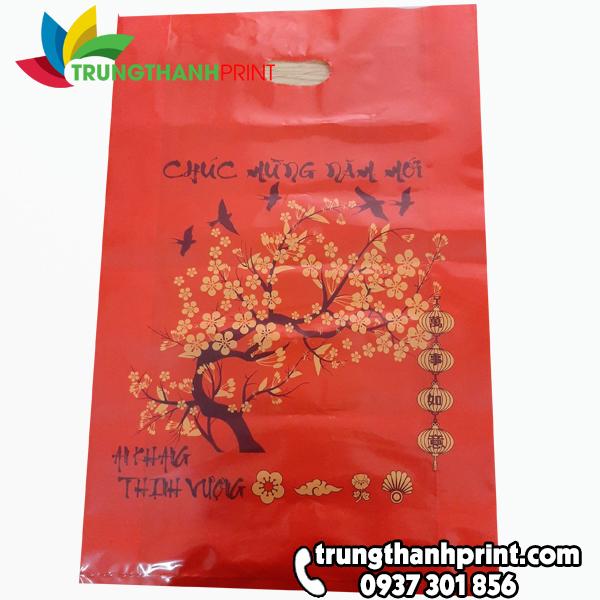 TRUNGTHANHPRINT
CHÚC MỪNG NĂM MỚI
萬
事
如
意
AN KHANG
THỊNH VƯỢNG
trungthanhprint.com
0937 301 856